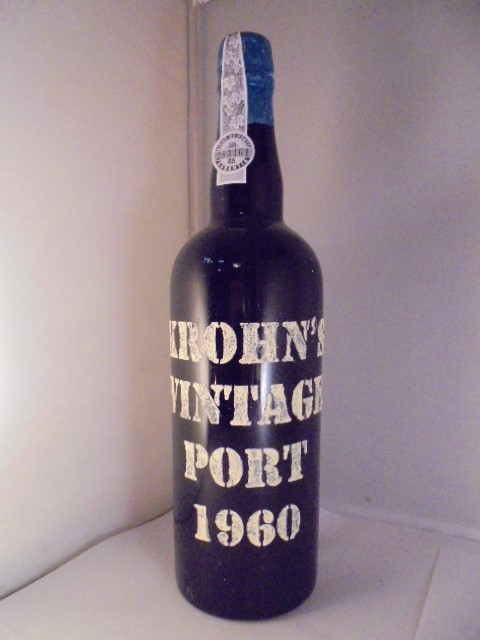 KROHN'S
VINTAGE
PORT
1960